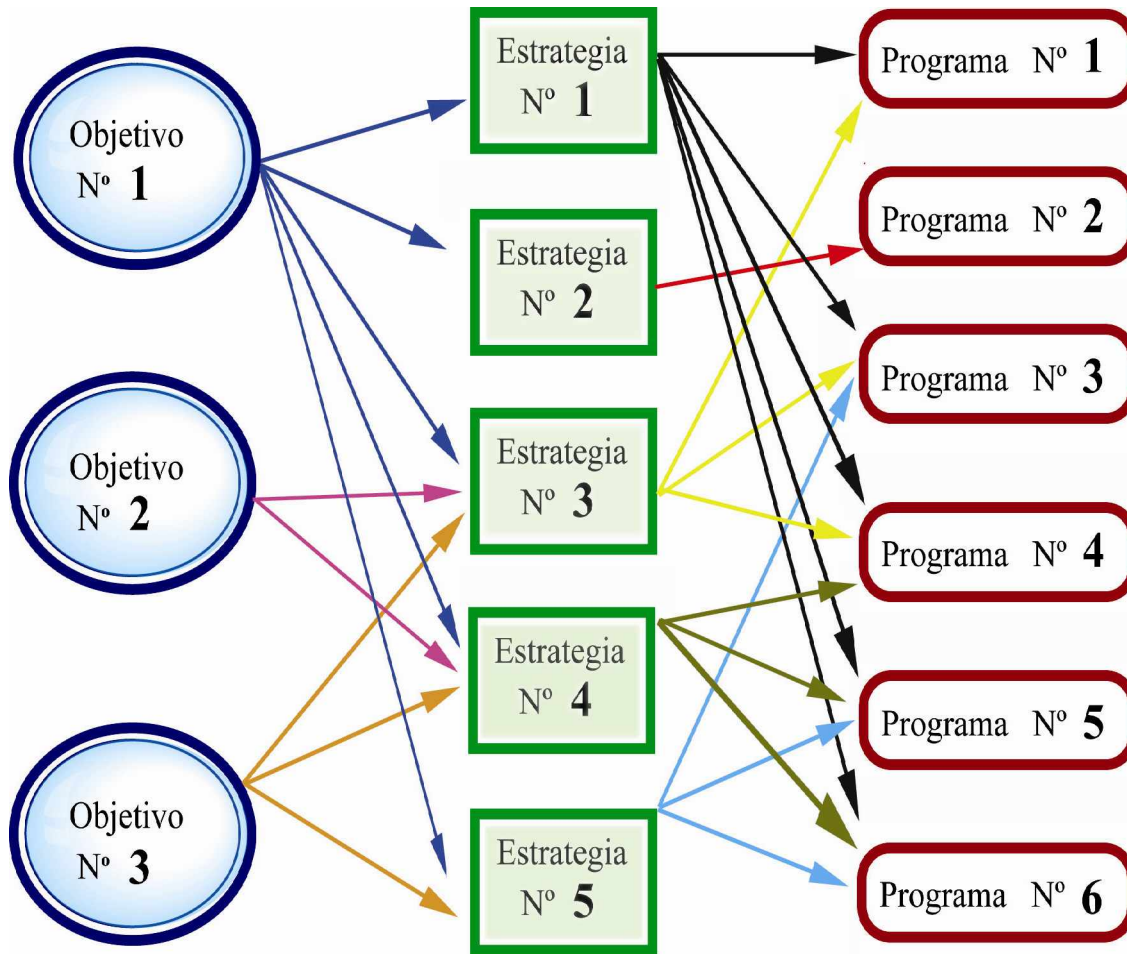 Objetivo
Nº 1
Objetivo
Nº 2
Objetivo
Nº 3
Estrategia
Nº 1
Estrategia
Nº 2
Estrategia
Nº 3
Estrategia
Nº 4
Estrategia
Nº 5
Programa Nº 1
Programa Nº 2
Programa Nº 3
Programa Nº 4
Programa Nº 5
Programa Nº 6